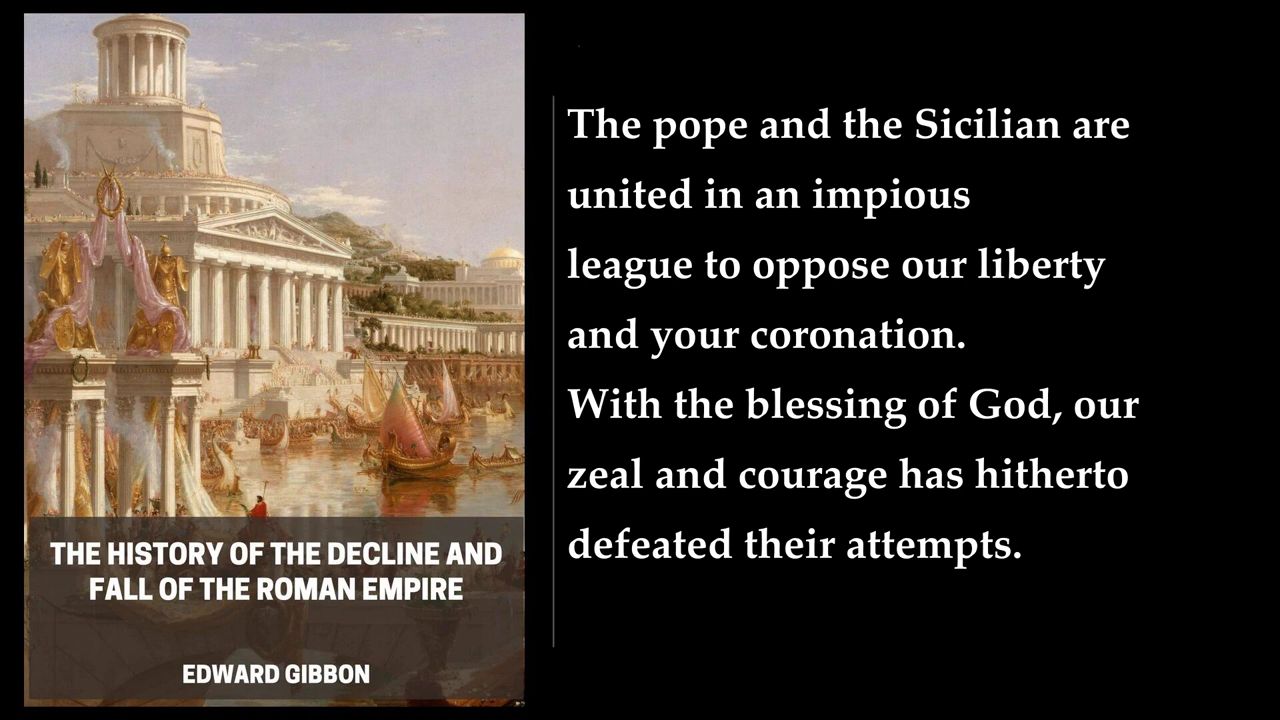 THE HISTORY OF THE DECLINE AND
FALL OF THE ROMAN EMPIRE
EDWARD GIBBON
The pope and the Sicilian are
united in an impious
league to oppose our liberty
and your coronation.
With the blessing of God, our
zeal and courage has hitherto
defeated their attempts.